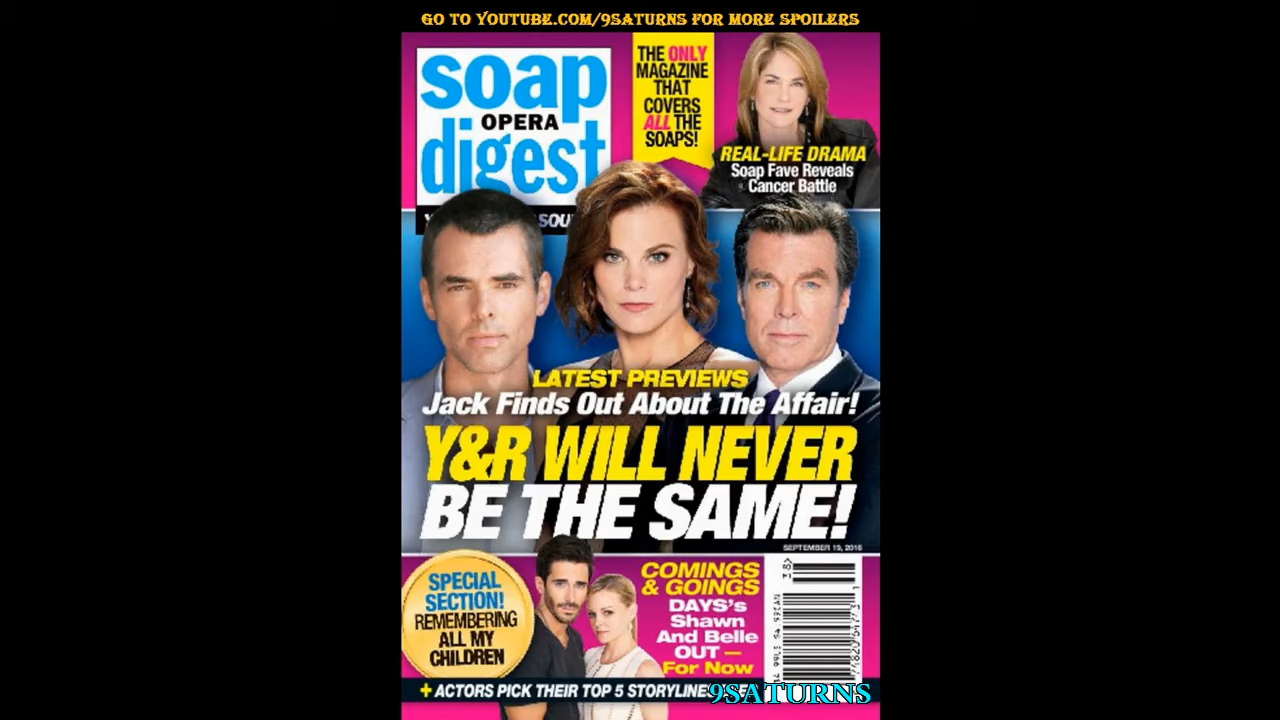 GO TO YOUTUBE.COM/9SATURNS FOR MORE SPOILERS
soap
OPERA
digest
THE ONLY
MAGAZINE
THAT
COVERS
ALL THE
SOAPS!
REAL-LIFE DRAMA
Soap Fave Reveals
Cancer Battle
LATEST PREVIEWS
Jack Finds Out About The Affair!
Y&R WILL NEVER
BE THE SAME!
SEPTEMBER 19, 2016
SPECIAL
SECTION!
REMEMBERING
ALL MY
CHILDREN
COMINGS
& GOINGS
DAYS's
Shawn
And Belle
OUT —
For Now
+ ACTORS PICK THEIR TOP 5 STORYLINES
9SATURNS